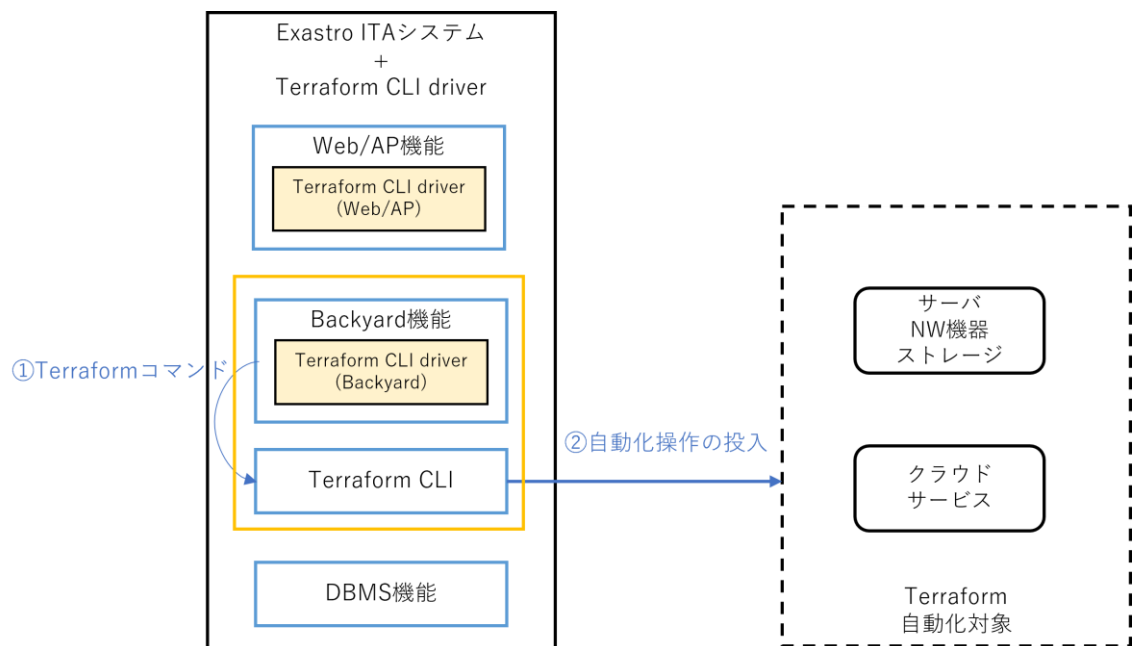 Exastro ITAシステム
+
Terraform CLI driver
Web/AP機能
Terraform CLI driver
(Web/AP)
Backyard機能
Terraform CLI driver
(Backyard)
①Terraformコマンド
Terraform CLI
②自動化操作の投入
DBMS機能
サーバ
NW機器
ストレージ
クラウド
サービス
Terraform
自動化対象